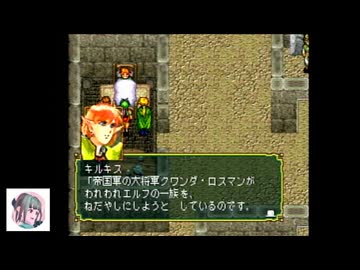 キルキス
「帝国軍の大将軍クワンダ・ロスマンが
われわれエルフの一族を、
ねだやしにしようと しているのです。